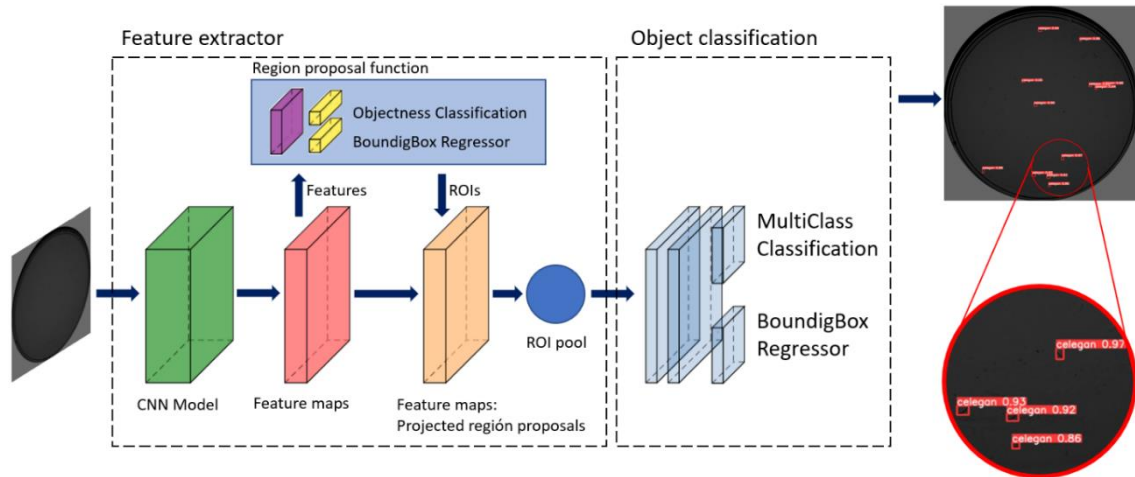 Feature extractor
Object classification
Region proposal function
Objectness Classification
BoundigBox Regressor
Features
ROIs
MultiClass
Classification
BoundigBox
Regressor
ROI pool
CNN Model
Feature maps
Feature maps:
Projected región proposals
celegan 0.97
celegan 0.93
celegan 0.92
celegan 0.86